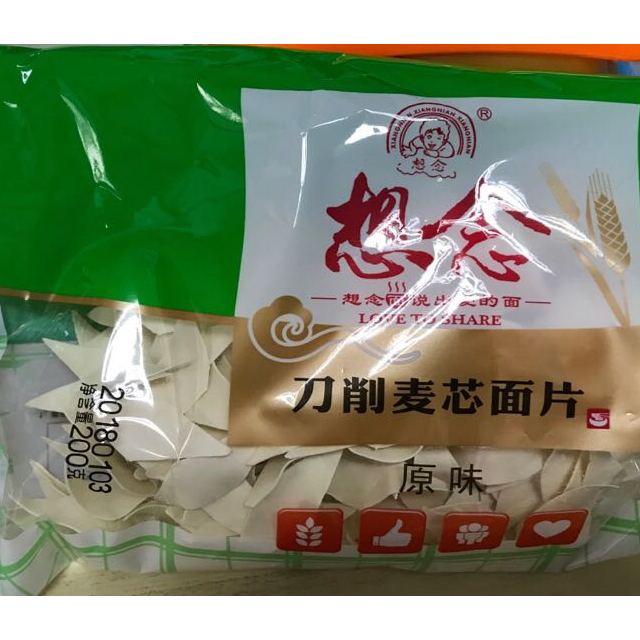 XIANGNIAN XIANGNIAN XIANGNIAN
®
想念
想念
想念面说出爱的面
LOVE TO SHARE
刀削麦芯面片
原味
20180103
净含量200克